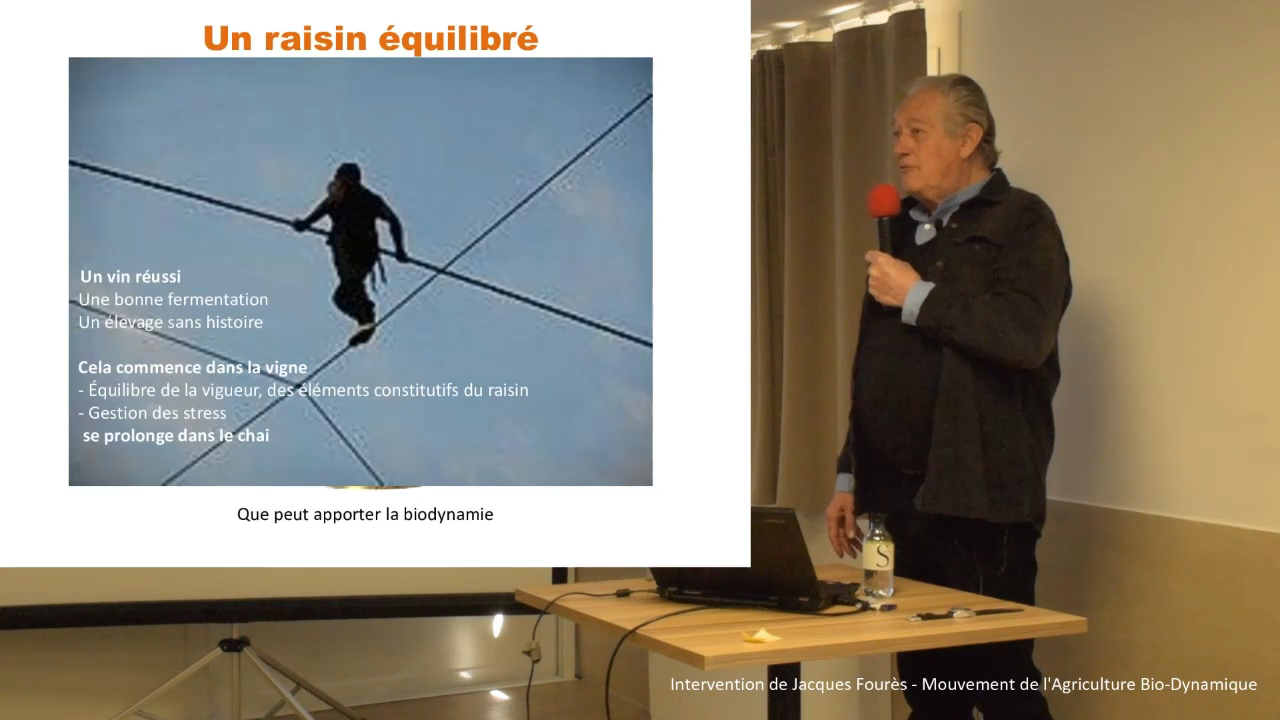 Un raisin équilibré
Un vin réussi
Une bonne fermentation
Un élevage sans histoire
Cela commence dans la vigne
- Équilibre de la vigueur, des éléments constitutifs du raisin
- Gestion des stress
se prolonge dans le chai
Que peut apporter la biodynamie
S
Intervention de Jacques Fourès - Mouvement de l'Agriculture Bio-Dynamique